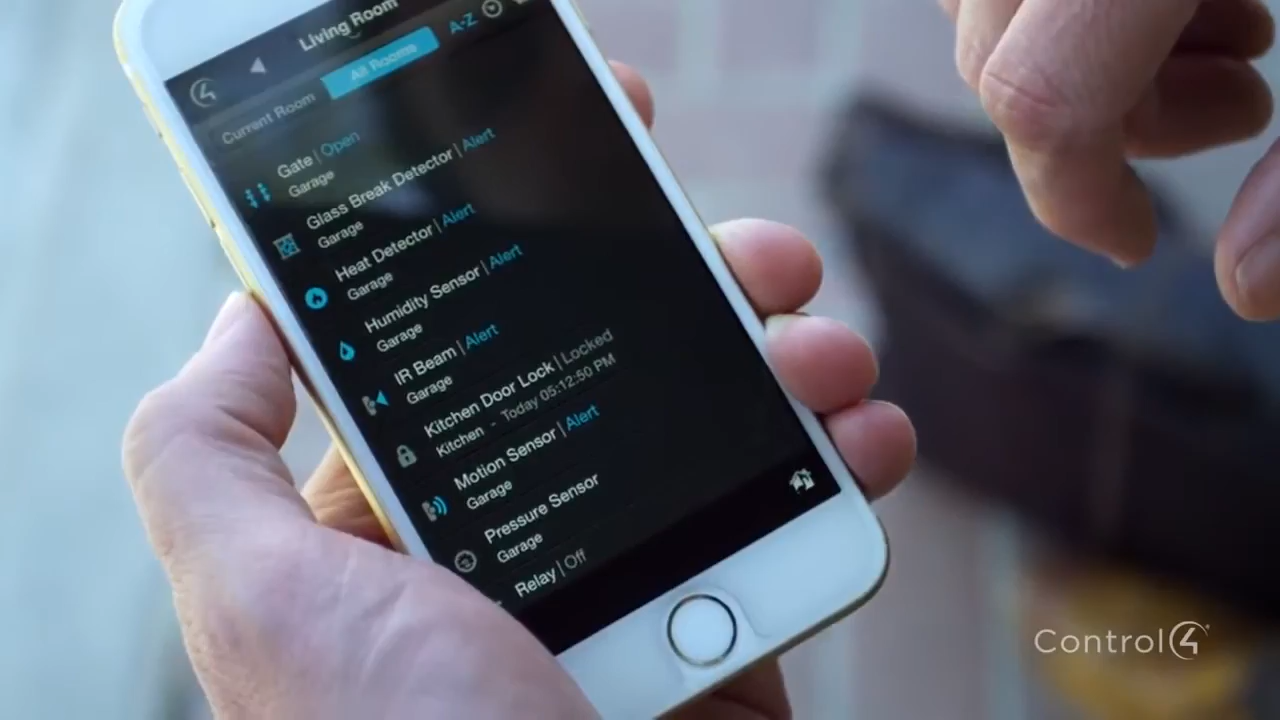 Living Room
A-Z
Current Room
All Rooms
Gate | Open
Garage
Glass Break Detector | Alert
Garage
Heat Detector | Alert
Garage
Humidity Sensor | Alert
Garage
IR Beam | Alert
Garage
Kitchen Door Lock | Locked
Kitchen - Today 05:12:50 PM
Motion Sensor | Alert
Garage
Pressure Sensor
Garage
Relay | Off
Control4